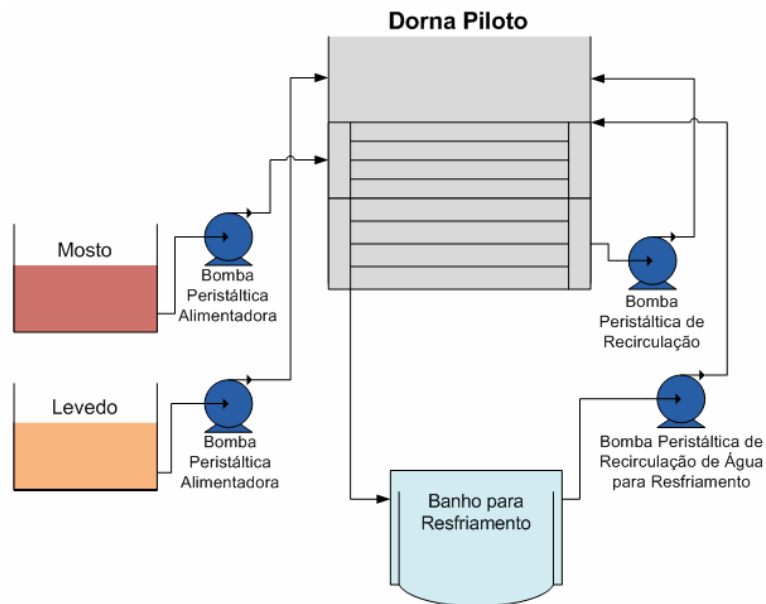 Dorna Piloto
Mosto
Bomba
Peristáltica
Alimentadora
Bomba
Peristáltica de
Recirculação
Levedo
Bomba
Peristáltica
Alimentadora
Bomba Peristáltica de
Recirculação de Água
para Resfriamento
Banho para
Resfriamento